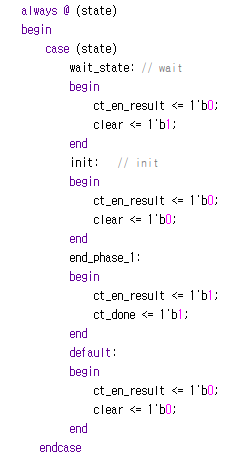 always @ (state)
begin
case (state)
wait_state: // wait
begin
ct_en_result <= 1'b0;
clear <= 1'b1;
end
init: // init
begin
ct_en_result <= 1'b0;
clear <= 1'b0;
end
end_phase_1:
begin
ct_en_result <= 1'b1;
ct_done <= 1'b1;
end
default:
begin
ct_en_result <= 1'b0;
clear <= 1'b0;
end
endcase